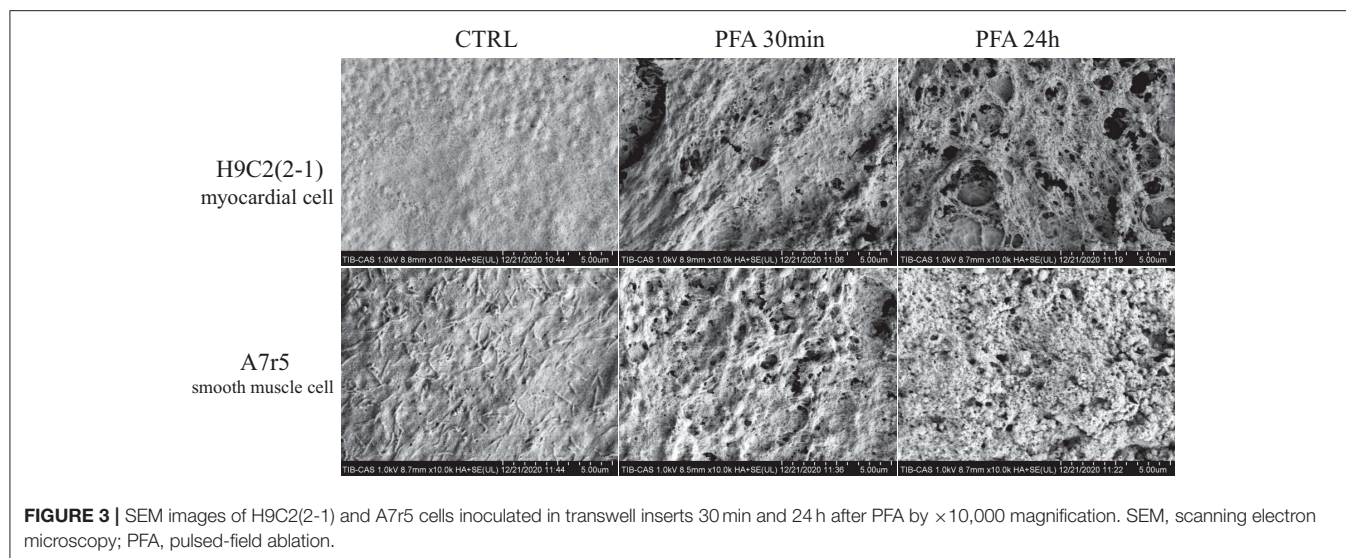 CTRL PFA 30min PFA 24h
H9C2(2-1)
myocardial cell
TIB-CAS 1.0kV 8.8mm x10.0k HA+SE(UL) 12/21/2020 10:44 5.00um
TIB-CAS 1.0kV 8.9mm x10.0k HA+SE(UL) 12/21/2020 11:06 5.00um
TIB-CAS 1.0kV 8.7mm x10.0k HA+SE(UL) 12/21/2020 11:19 5.00um
A7r5
smooth muscle cell
TIB-CAS 1.0kV 8.7mm x10.0k HA+SE(UL) 12/21/2020 11:44 5.00um
TIB-CAS 1.0kV 8.5mm x10.0k HA+SE(UL) 12/21/2020 11:36 5.00um
TIB-CAS 1.0kV 8.7mm x10.0k HA+SE(UL) 12/21/2020 11:22 5.00um
FIGURE 3 | SEM images of H9C2(2-1) and A7r5 cells inoculated in transwell inserts 30 min and 24 h after PFA by ×10,000 magnification. SEM, scanning electron
microscopy; PFA, pulsed-field ablation.